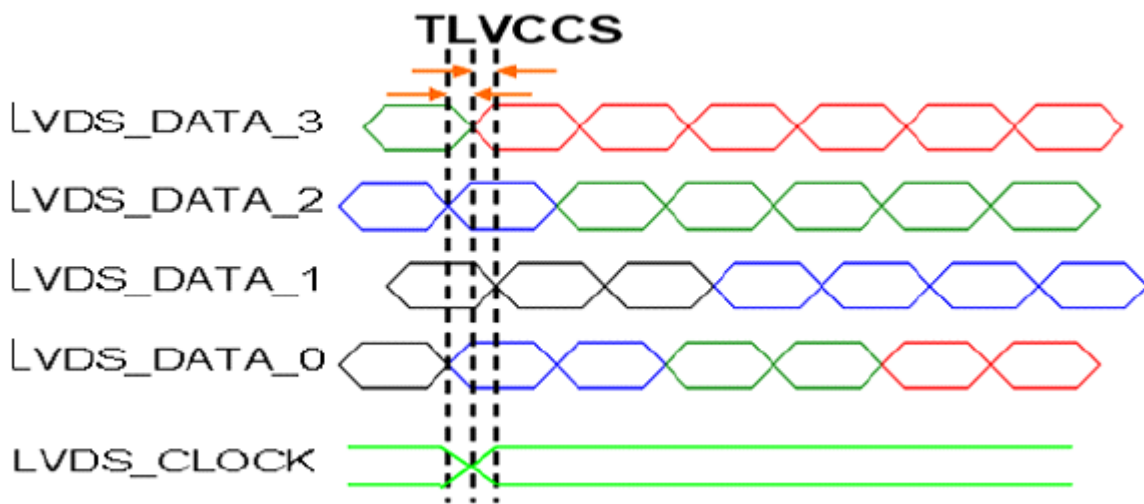 TLVCCS
LVDS_DATA_3
LVDS_DATA_2
LVDS_DATA_1
LVDS_DATA_0
LVDS_CLOCK